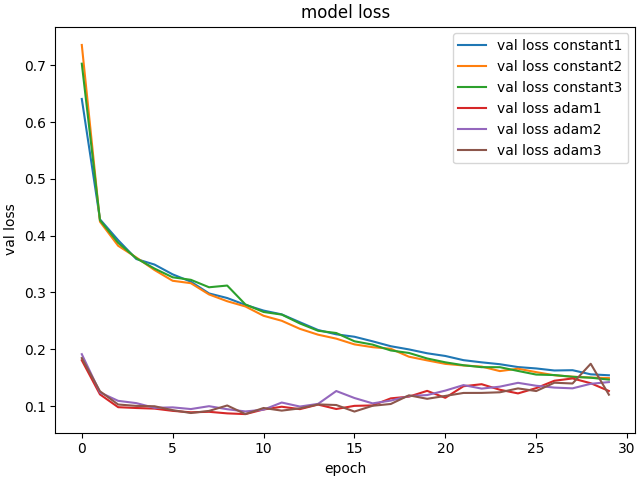 model loss
val loss constant1
val loss constant2
val loss constant3
val loss adam1
val loss adam2
val loss adam3
0.7
0.6
0.5
0.4
0.3
0.2
0.1
val loss
0 5 10 15 20 25 30
epoch